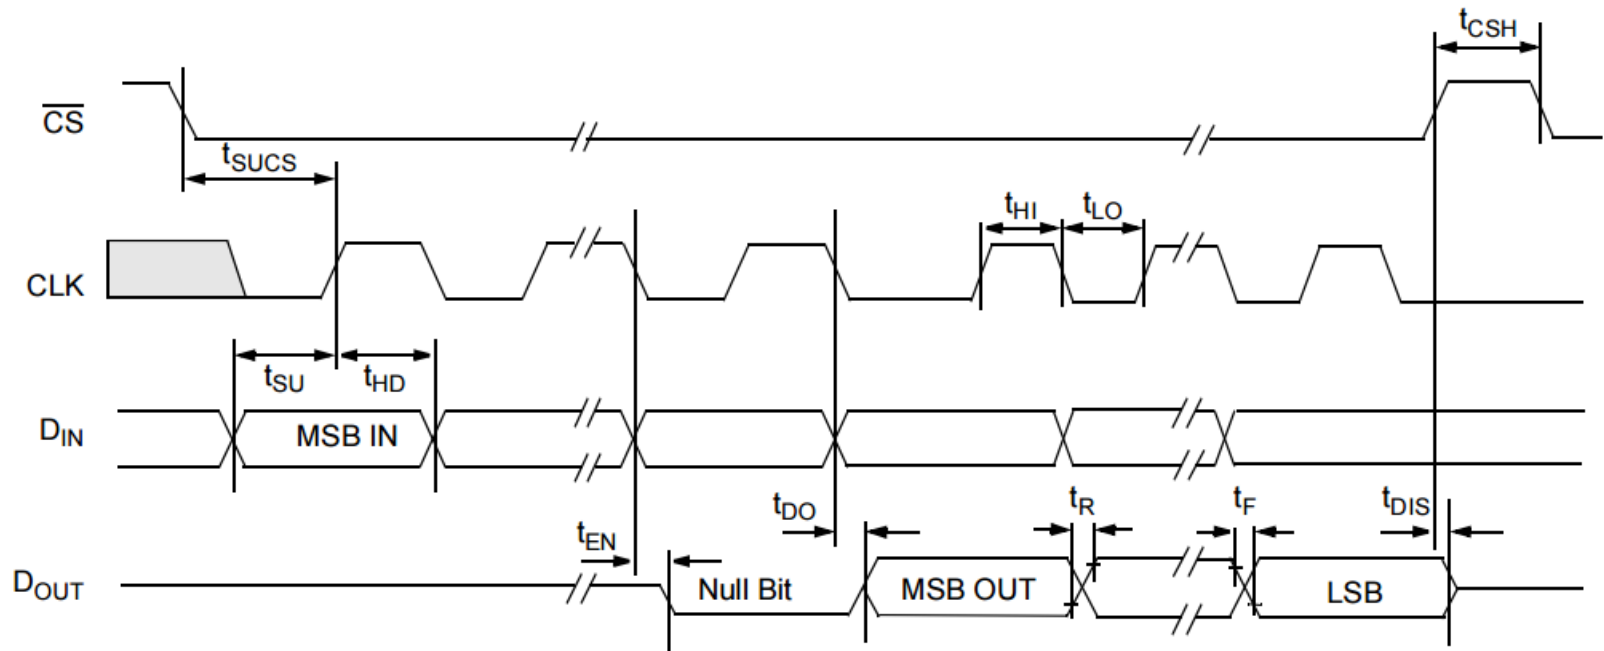 tCSH
CS
tSUCS
tHI tLO
CLK
tSU tHD
DIN MSB IN
tDO tR tF tDIS
tEN
DOUT Null Bit MSB OUT LSB